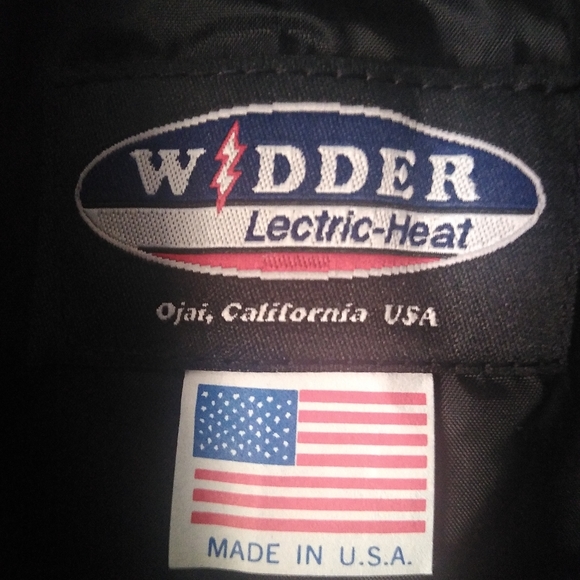 WIDDER
Lectric-Heat
Ojai, California USA
MADE IN U.S.A.